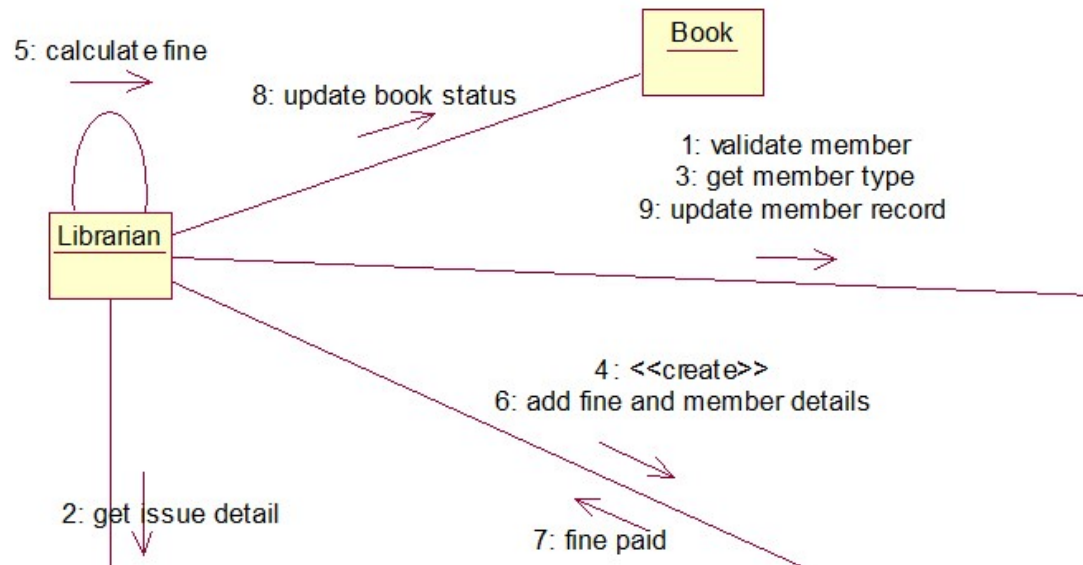 5: calculate fine
Book
8: update book status
1: validate member
3: get member type
9: update member record
Librarian
4: <<create>>
6: add fine and member details
2: get issue detail
7: fine paid